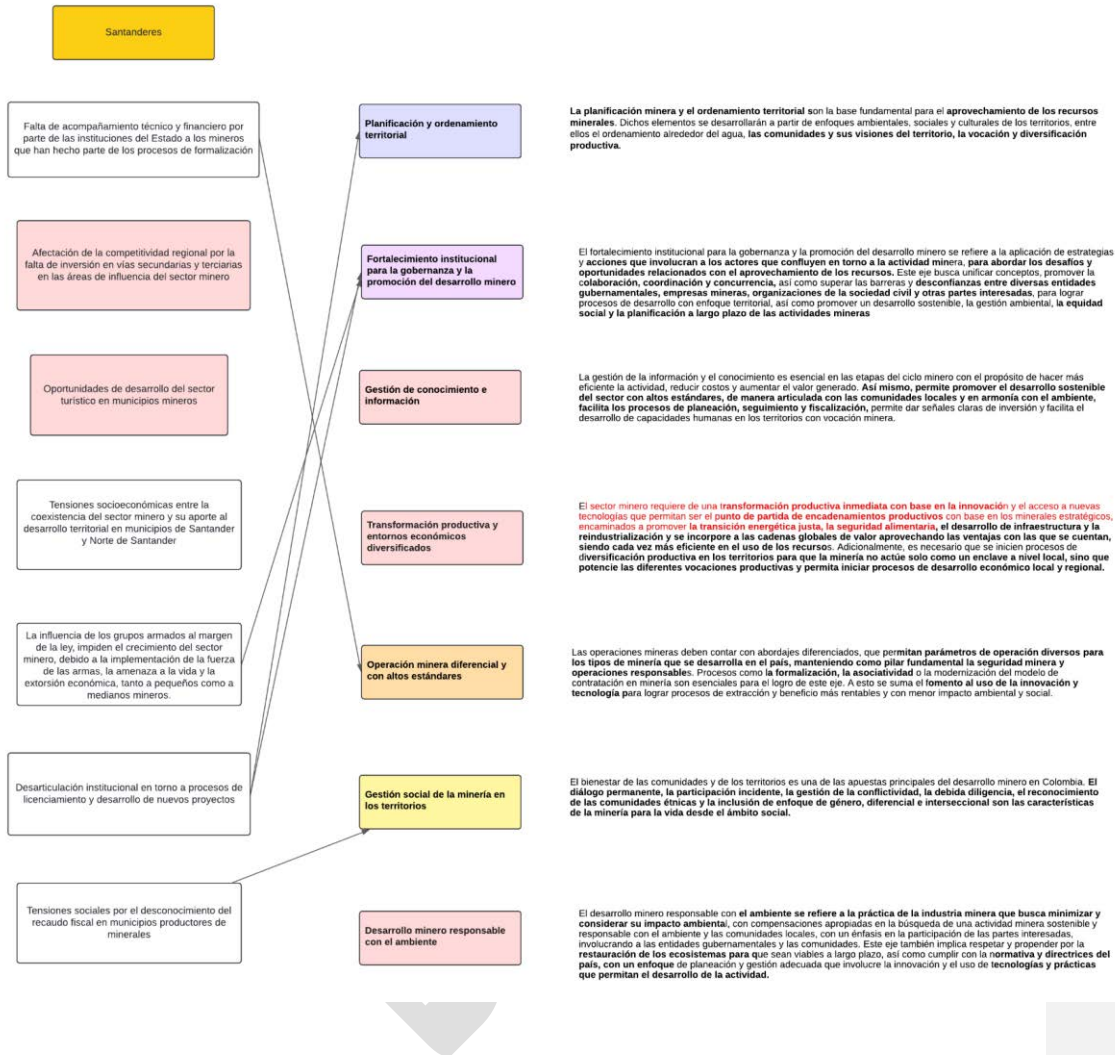 Santanderes
Falta de acompañamiento técnico y financiero por
parte de las instituciones del Estado a los mineros
que han hecho parte de los procesos de formalización
Afectación de la competitividad regional por la
falta de inversión en vías secundarias y terciarias
en las áreas de influencia del sector minero
Oportunidades de desarrollo del sector
turístico en municipios mineros
Tensiones socioeconómicas entre la
coexistencia del sector minero y su aporte al
desarrollo territorial en municipios de Santander
y Norte de Santander
La influencia de los grupos armados al margen
de la ley, impiden el crecimiento del sector
minero, debido a la implementación de la fuerza
de las armas, la amenaza a la vida y la
extorsión económica, tanto a pequeños como a
medianos mineros.
Desarticulación institucional en torno a procesos de
licenciamiento y desarrollo de nuevos proyectos
Tensiones sociales por el desconocimiento del
recaudo fiscal en municipios productores de
minerales
Planificación y ordenamiento
territorial
Fortalecimiento institucional
para la gobernanza y la
promoción del desarrollo minero
Gestión de conocimiento e
información
Transformación productiva y
entornos económicos
diversificados
Operación minera diferencial y
con altos estándares
Gestión social de la minería en
los territorios
Desarrollo minero responsable
con el ambiente
La planificación minera y el ordenamiento territorial son la base fundamental para el aprovechamiento de los recursos
minerales. Dichos elementos se desarrollarán a partir de enfoques ambientales, sociales y culturales de los territorios, entre
ellos el ordenamiento alrededor del agua, las comunidades y sus visiones del territorio, la vocación y diversificación
productiva.
El fortalecimiento institucional para la gobernanza y la promoción del desarrollo minero se refiere a la aplicación de estrategias
y acciones que involucran a los actores que confluyen en torno a la actividad minera, para abordar los desafíos y
oportunidades relacionados con el aprovechamiento de los recursos. Este eje busca unificar conceptos, promover la
colaboración, coordinación y concurrencia, así como superar las barreras y desconfianzas entre diversas entidades
gubernamentales, empresas mineras, organizaciones de la sociedad civil y otras partes interesadas, para lograr
procesos de desarrollo con enfoque territorial, así como promover un desarrollo sostenible, la gestión ambiental, la equidad
social y la planificación a largo plazo de las actividades mineras
La gestión de la información y el conocimiento es esencial en las etapas del ciclo minero con el propósito de hacer más
eficiente la actividad, reducir costos y aumentar el valor generado. Así mismo, permite promover el desarrollo sostenible
del sector con altos estándares, de manera articulada con las comunidades locales y en armonía con el ambiente,
facilita los procesos de planeación, seguimiento y fiscalización, permite dar señales claras de inversión y facilita el
desarrollo de capacidades humanas en los territorios con vocación minera.
El sector minero requiere de una transformación productiva inmediata con base en la innovación y el acceso a nuevas
tecnologías que permitan ser el punto de partida de encadenamientos productivos con base en los minerales estratégicos,
encaminados a promover la transición energética justa, la seguridad alimentaria, el desarrollo de infraestructura y la
reindustrialización y se incorpore a las cadenas globales de valor aprovechando las ventajas con las que se cuentan,
siendo cada vez más eficiente en el uso de los recursos. Adicionalmente, es necesario que se inicien procesos de
diversificación productiva en los territorios para que la minería no actúe solo como un enclave a nivel local, sino que
potencie las diferentes vocaciones productivas y permita iniciar procesos de desarrollo económico local y regional.
Las operaciones mineras deben contar con abordajes diferenciados, que permitan parámetros de operación diversos para
los tipos de minería que se desarrolla en el país, manteniendo como pilar fundamental la seguridad minera y
operaciones responsables. Procesos como la formalización, la asociatividad o la modernización del modelo de
contratación en minería son esenciales para el logro de este eje. A esto se suma el fomento al uso de la innovación y
tecnología para lograr procesos de extracción y beneficio más rentables y con menor impacto ambiental y social.
El bienestar de las comunidades y de los territorios es una de las apuestas principales del desarrollo minero en Colombia. El
diálogo permanente, la participación incidente, la gestión de la conflictividad, la debida diligencia, el reconocimiento
de las comunidades étnicas y la inclusión de enfoque de género, diferencial e interseccional son las características
de la minería para la vida desde el ámbito social.
El desarrollo minero responsable con el ambiente se refiere a la práctica de la industria minera que busca minimizar y
considerar su impacto ambiental, con compensaciones apropiadas en la búsqueda de una actividad minera sostenible y
responsable con el ambiente y las comunidades locales, con un énfasis en la participación de las partes interesadas,
involucrando a las entidades gubernamentales y las comunidades. Este eje también implica respetar y propender por la
restauración de los ecosistemas para que sean viables a largo plazo, así como cumplir con la normativa y directrices del
país, con un enfoque de planeación y gestión adecuada que involucre la innovación y el uso de tecnologías y prácticas
que permitan el desarrollo de la actividad.